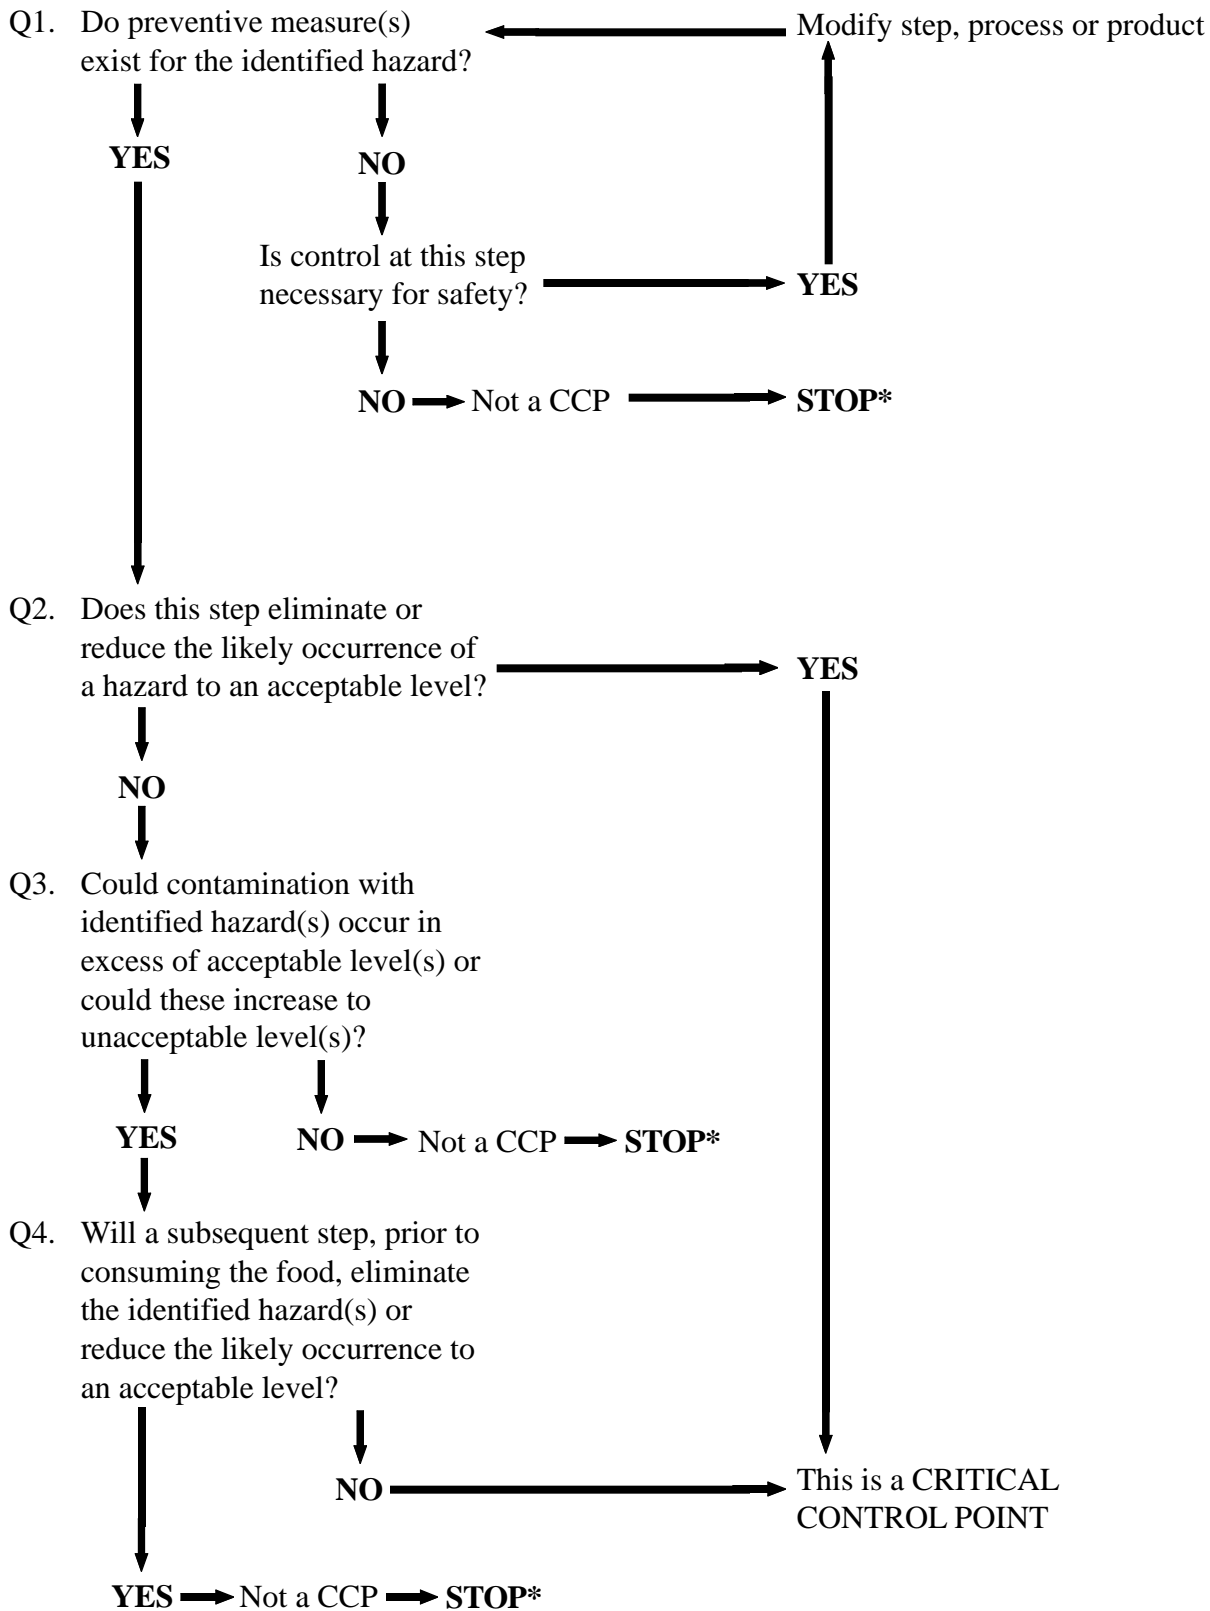 Q1. Do preventive measure(s)
exist for the identified hazard?
Modify step, process or product
YES
NO
Is control at this step
necessary for safety?
YES
NO
Not a CCP
STOP*
Q2. Does this step eliminate or
reduce the likely occurrence of
a hazard to an acceptable level?
YES
NO
Q3. Could contamination with
identified hazard(s) occur in
excess of acceptable level(s) or
could these increase to
unacceptable level(s)?
YES
NO
Not a CCP
STOP*
Q4. Will a subsequent step, prior to
consuming the food, eliminate
the identified hazard(s) or
reduce the likely occurrence to
an acceptable level?
NO
This is a CRITICAL
CONTROL POINT
YES
Not a CCP
STOP*